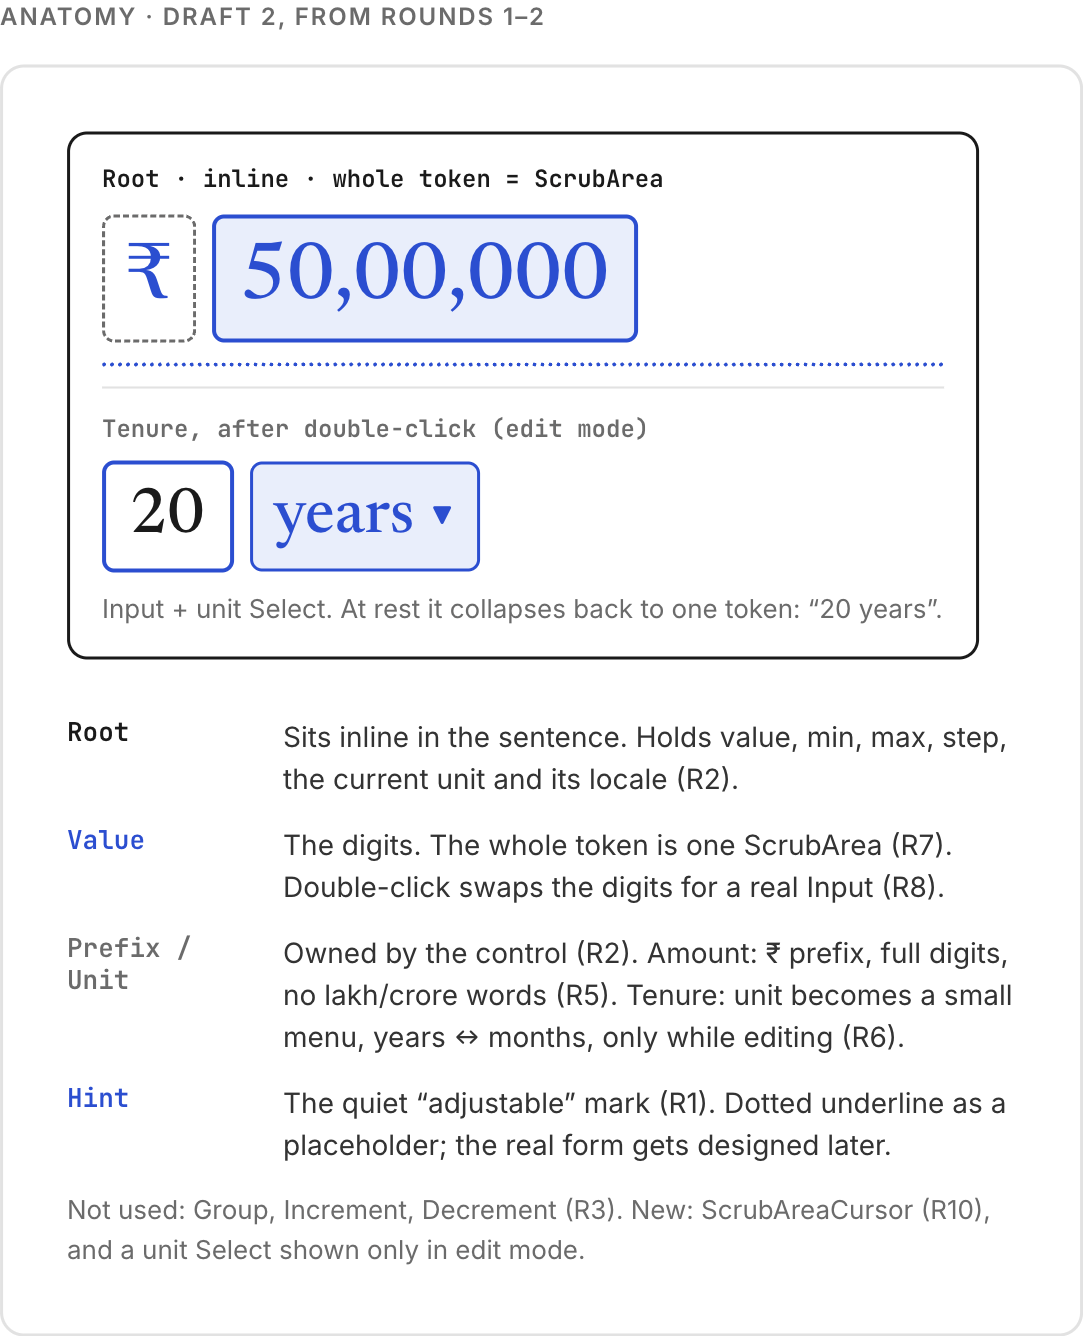 ANATOMY · DRAFT 2, FROM ROUNDS 1–2
Root · inline · whole token = ScrubArea
₹ 50,00,000
Tenure, after double-click (edit mode)
20 years ▾
Input + unit Select. At rest it collapses back to one token: “20 years”.
Root
Sits inline in the sentence. Holds value, min, max, step,
the current unit and its locale (R2).
Value
The digits. The whole token is one ScrubArea (R7).
Double-click swaps the digits for a real Input (R8).
Prefix /
Unit
Owned by the control (R2). Amount: ₹ prefix, full digits,
no lakh/crore words (R5). Tenure: unit becomes a small
menu, years ↔ months, only while editing (R6).
Hint
The quiet “adjustable” mark (R1). Dotted underline as a
placeholder; the real form gets designed later.
Not used: Group, Increment, Decrement (R3). New: ScrubAreaCursor (R10),
and a unit Select shown only in edit mode.